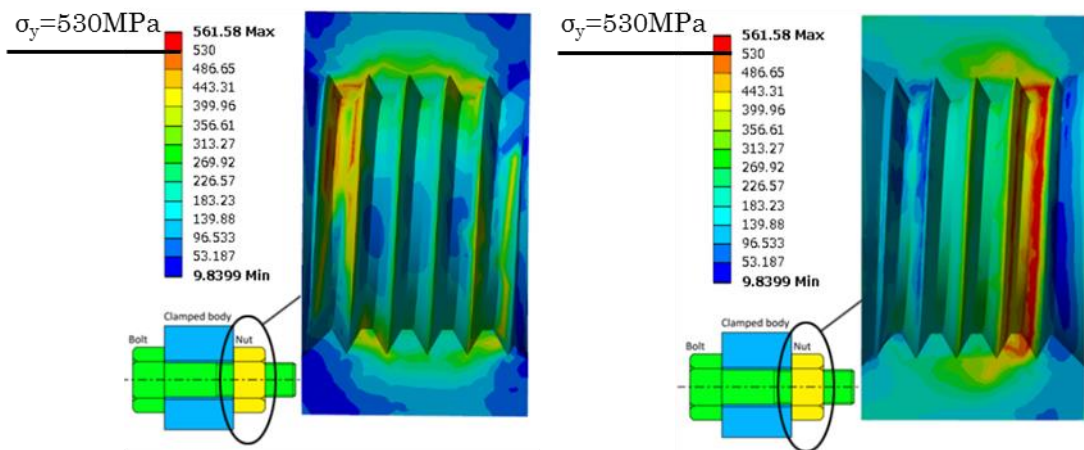 σy=530MPa
561.58 Max
530
486.65
443.31
399.96
356.61
313.27
269.92
226.57
183.23
139.88
96.533
53.187
9.8399 Min
Clamped body
Bolt
Nut
σy=530MPa
561.58 Max
530
486.65
443.31
399.96
356.61
313.27
269.92
226.57
183.23
139.88
96.533
53.187
9.8399 Min
Clamped body
Bolt
Nut